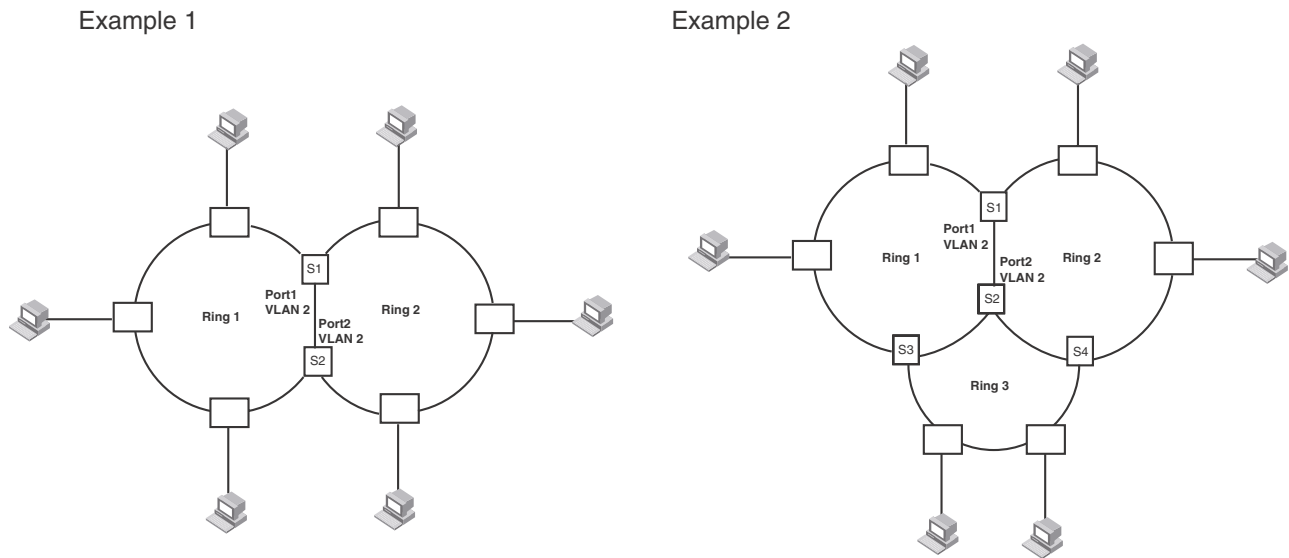 Example 1
S1
Port1
VLAN 2
Ring 1
Ring 2
Port2
VLAN 2
S2
Example 2
S1
Port1
VLAN 2
Ring 1
Ring 2
Port2
VLAN 2
S2
S3
S4
Ring 3